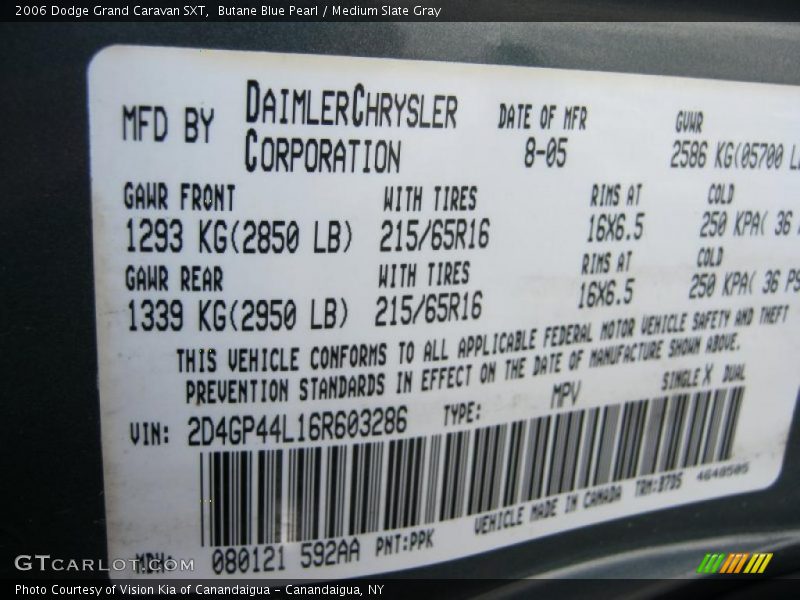 2006 Dodge Grand Caravan SXT,  Butane Blue Pearl / Medium Slate Gray
MFD BY DAIMLERCHRYSLER CORPORATION
DATE OF MFR 8-05
GVWR 2586 KG(05700 L
GAWR FRONT WITH TIRES RIMS AT COLD
1293 KG(2850 LB) 215/65R16 16X6.5 250 KPA( 36
GAWR REAR WITH TIRES RIMS AT COLD
1339 KG(2950 LB) 215/65R16 16X6.5 250 KPA( 36 PS
THIS VEHICLE CONFORMS TO ALL APPLICABLE FEDERAL MOTOR VEHICLE SAFETY AND THEFT
PREVENTION STANDARDS IN EFFECT ON THE DATE OF MANUFACTURE SHOWN ABOVE.
VIN: 2D4GP44L16R603286 TYPE: MPV SINGLE X DUAL
VEHICLE MADE IN CANADA TRM:B7D5 4640505
MDH: 080121 592AA PNT:PPK
GTCARLOT.COM
Photo Courtesy of Vision Kia of Canandaigua - Canandaigua, NY